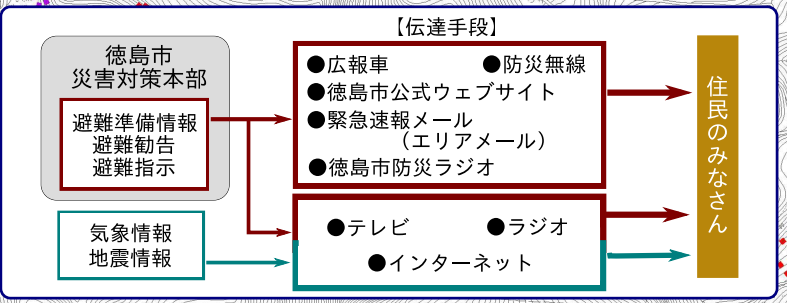 【伝達手段】
徳島市
災害対策本部
避難準備情報
避難勧告
避難指示
気象情報
地震情報
●広報車 ●防災無線
●徳島市公式ウェブサイト
●緊急速報メール
（エリアメール）
●徳島市防災ラジオ
●テレビ ●ラジオ
●インターネット
住民のみなさん